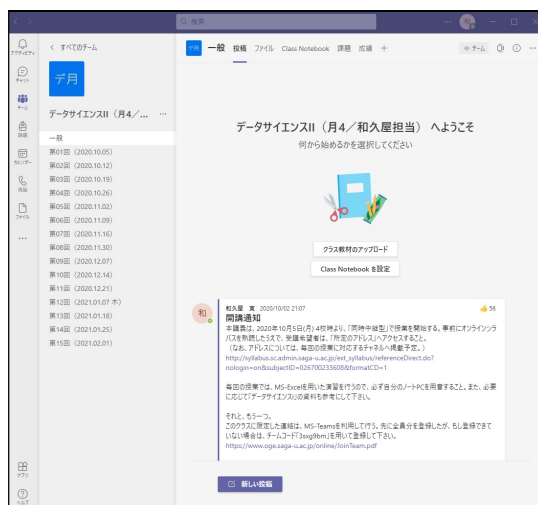 検索
アクティビティ
チャット
チーム
課題
カレンダー
通話
ファイル
アプリ
ヘルプ
すべてのチーム
デ月
データサイエンスII（月4／...
一般
第01回（2020.10.05）
第02回（2020.10.12）
第03回（2020.10.19）
第04回（2020.10.26）
第05回（2020.11.02）
第06回（2020.11.09）
第07回（2020.11.16）
第08回（2020.11.30）
第09回（2020.12.07）
第10回（2020.12.14）
第11回（2020.12.21）
第12回（2021.01.07 木）
第13回（2021.01.18）
第14回（2021.01.25）
第15回（2021.02.01）
デ月 一般 投稿 ファイル Class Notebook 課題 成績 +
チーム
データサイエンスII（月4／和久屋担当） へようこそ
何から始めるかを選択してください
クラス教材のアップロード
Class Notebook を設定
和
和久屋 寛 2020/10/02 21:07
56
開講通知
本講義は、2020年10月5日(月) 4校時より、「同時中継型」で授業を開始する。事前にオンラインシラ
バスを熟読したうえで、受講希望者は、「所定のアドレス」へアクセスすること。
（なお、アドレスについては、毎回の授業に対応するチャネルへ掲載予定。）
http://syllabus.sc.admin.saga-u.ac.jp/ext_syllabus/referenceDirect.do?
nologin=on&subjectID=026700233608&formatCD=1
毎回の授業では、MS-Excelを用いた演習を行うので、必ず自分のノートPCを用意すること。また、必要
に応じて「データサイエンスI」の資料も参考にして下さい。
それと、もう一つ。
このクラスに限定した連絡は、MS-Teamsを利用して行う。先に全員分を登録したが、もし登録できて
いない場合は、チームコード「3sxg9bm」を用いて登録して下さい。
https://www.oge.saga-u.ac.jp/online/JoinTeam.pdf
新しい投稿